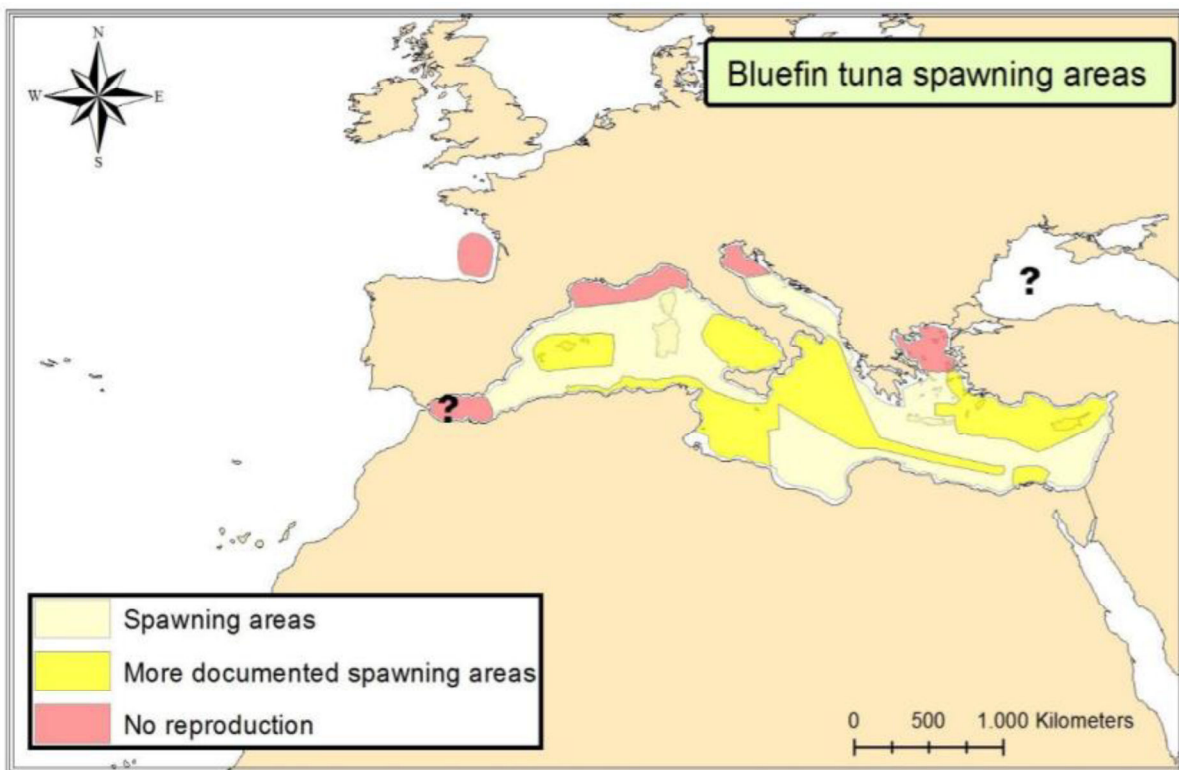 N
W E
S
Bluefin tuna spawning areas
?
?
Spawning areas
More documented spawning areas
No reproduction
0 500 1.000 Kilometers